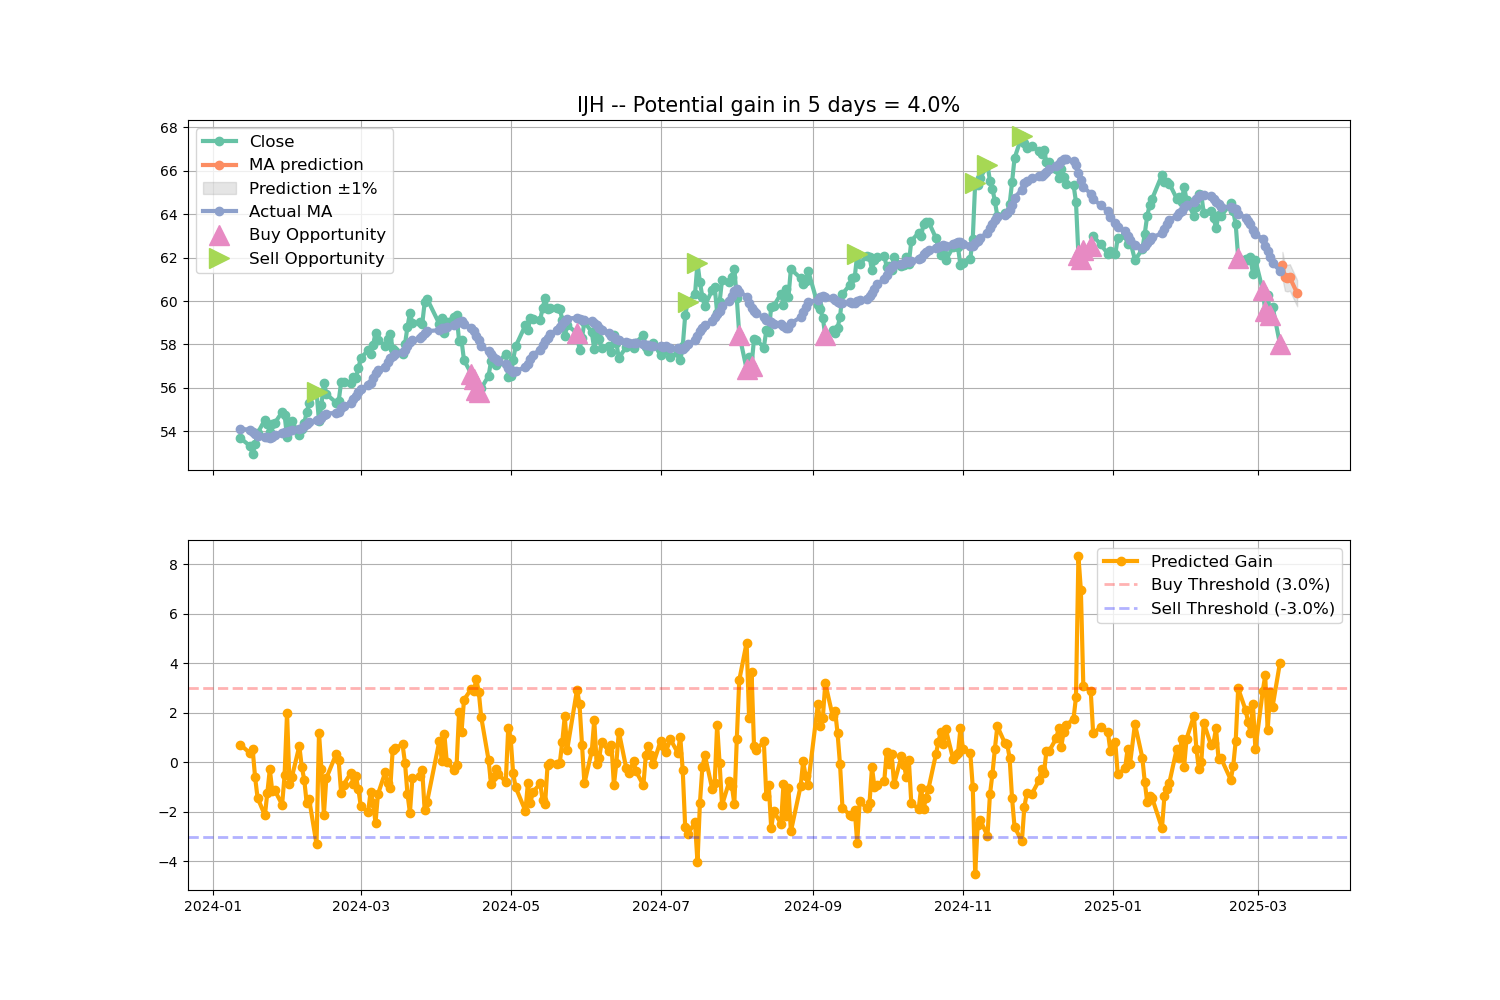 IJH -- Potential gain in 5 days = 4.0%
68
66
64
62
60
58
56
54
Close
MA prediction
Prediction ±1%
Actual MA
Buy Opportunity
Sell Opportunity
8
6
4
2
0
−2
−4
Predicted Gain
Buy Threshold (3.0%)
Sell Threshold (-3.0%)
2024-01 2024-03 2024-05 2024-07 2024-09 2024-11 2025-01 2025-03